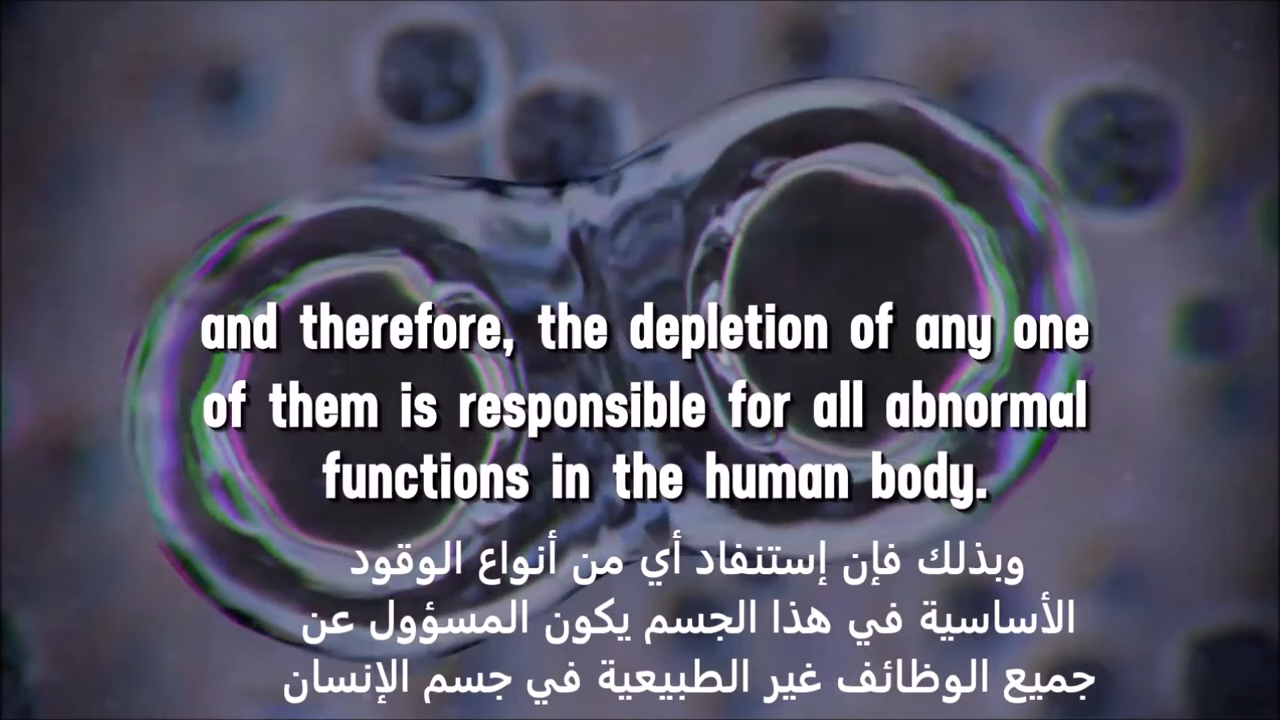 and therefore, the depletion of any one
of them is responsible for all abnormal
functions in the human body.
وبذلك فإن إستنفاد أي من أنواع الوقود
الأساسية في هذا الجسم يكون المسؤول عن
جميع الوظائف غير الطبيعية في جسم الإنسان